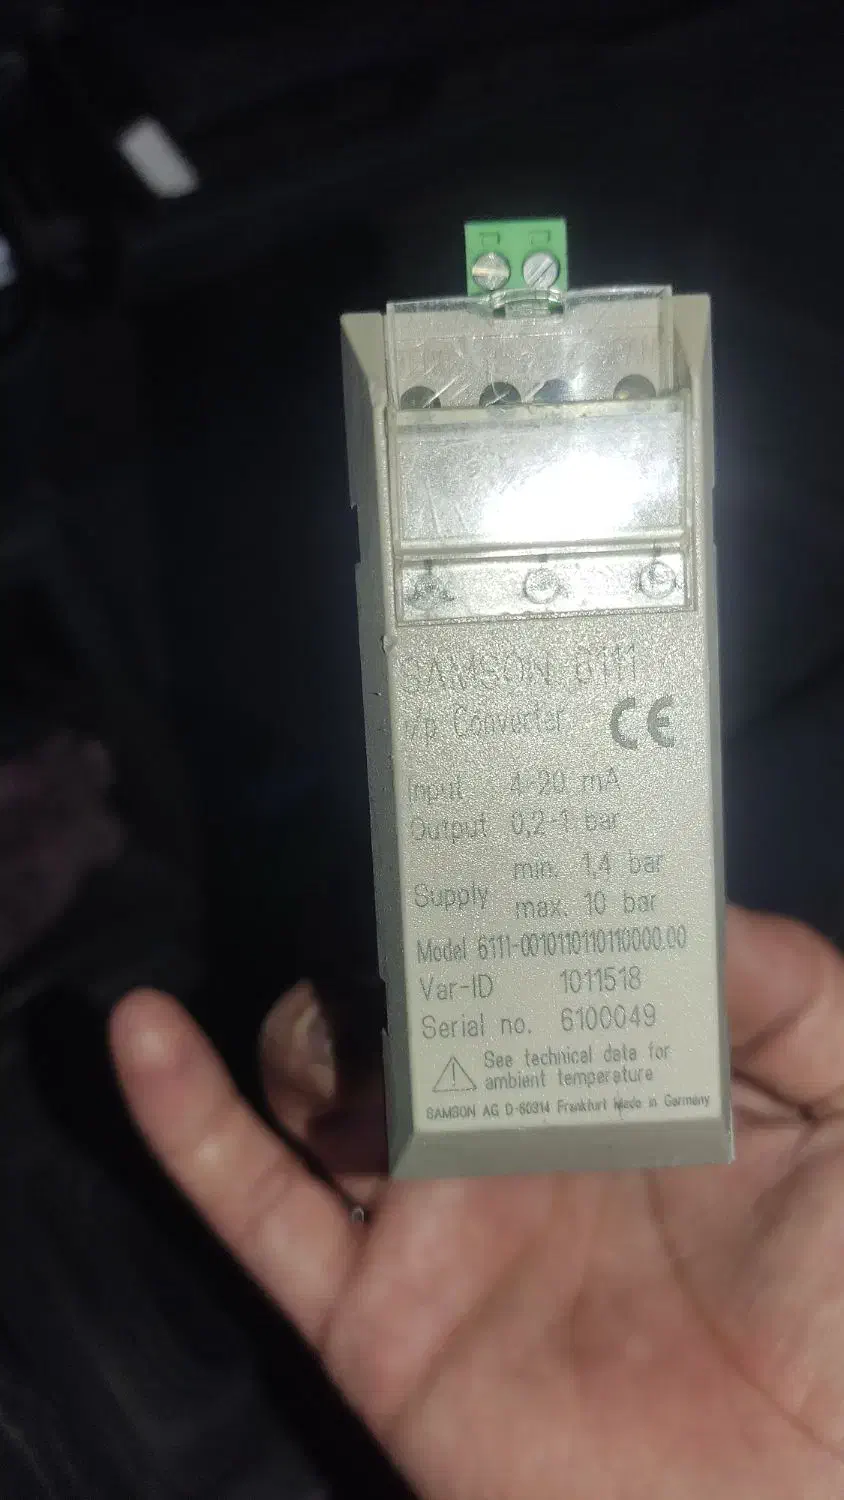 SAMSON 6111
i/p Converter CE
Input 4-20 mA
Output 0,2-1 bar
min. 1,4 bar
Supply
max. 10 bar
Model 6111-0010110110110000.00
Var-ID 1011518
Serial no. 6100049
See technical data for
ambient temperature
SAMSON AG D-60314 Frankfurt Made in Germany